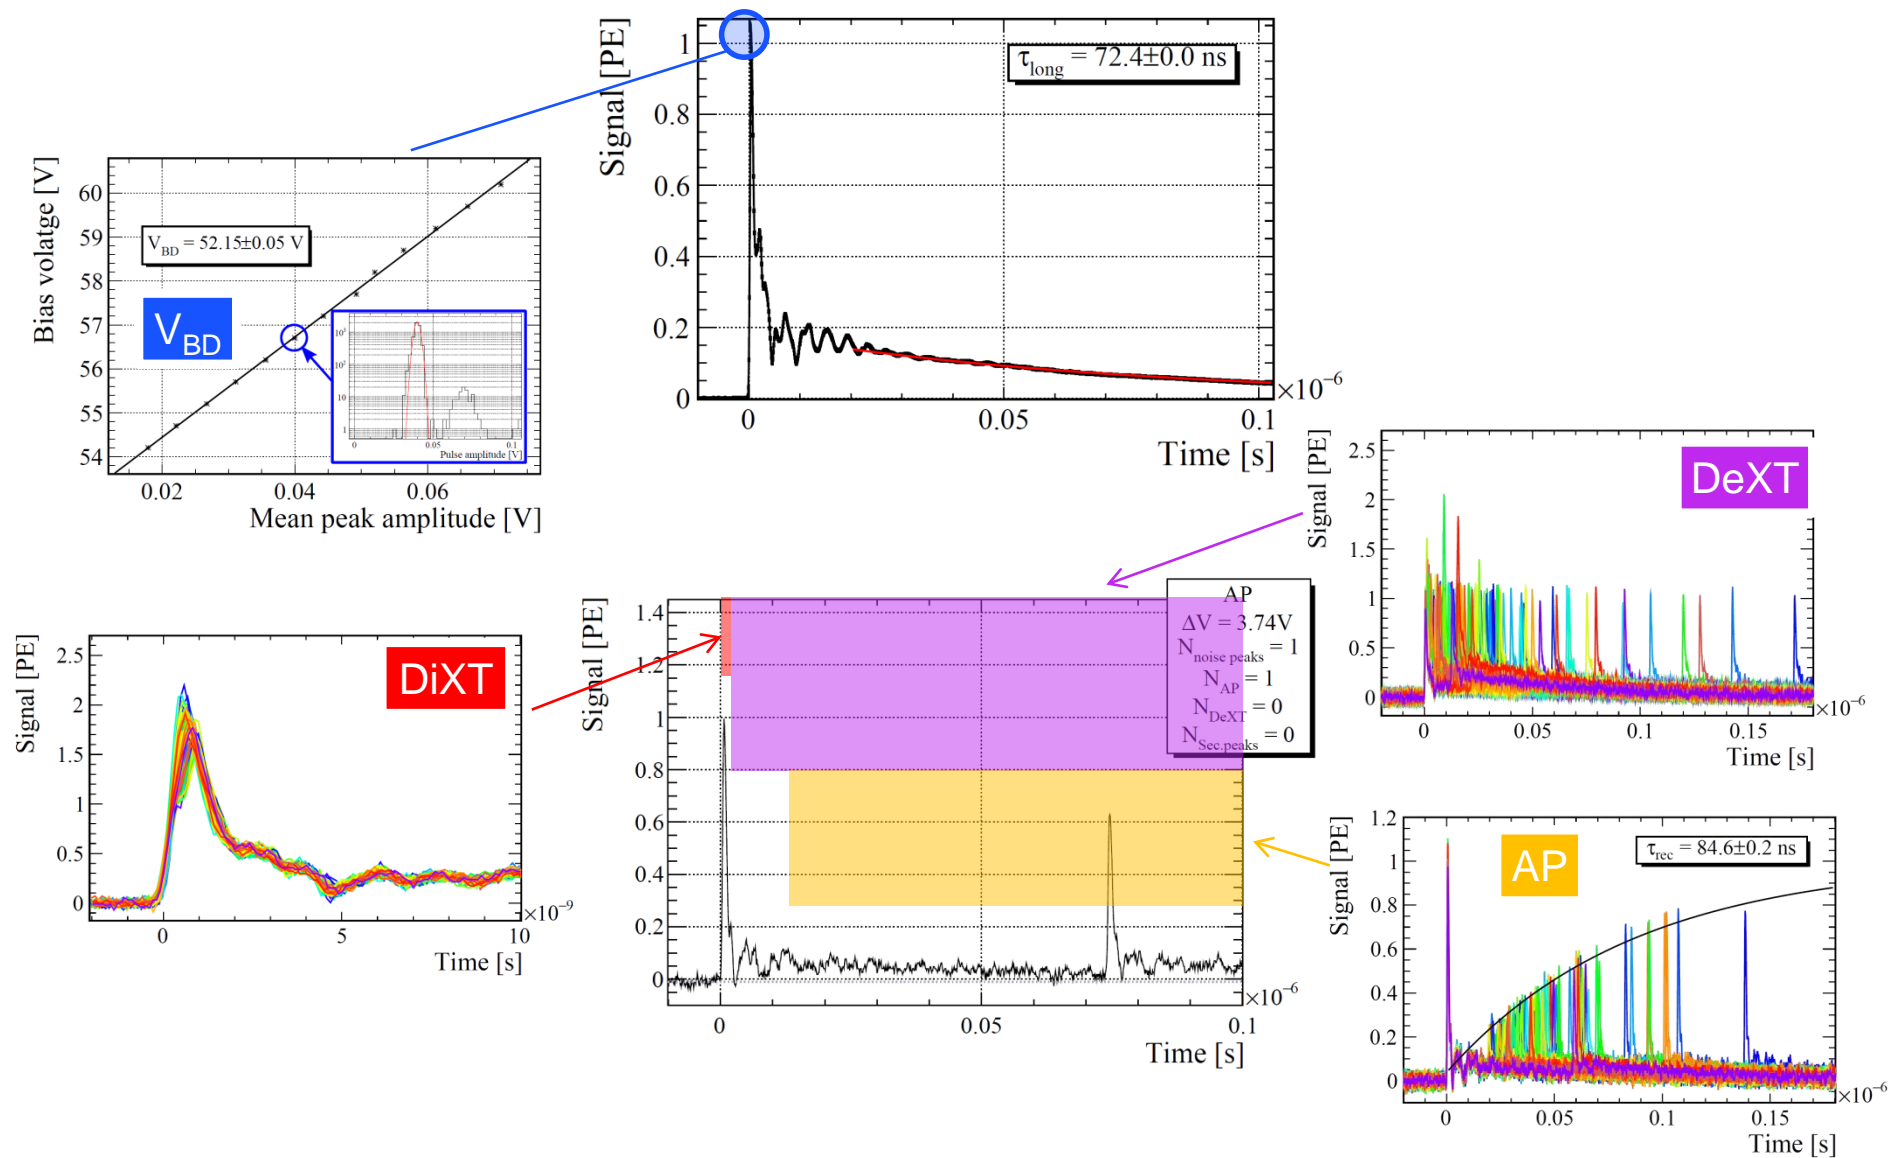 Signal [PE]
τlong = 72.4±0.0 ns
1
0.8
0.6
0.4
0.2
0
0
0.05
0.1
×10⁻⁶
Time [s]
Bias volatge [V]
60
59
58
57
56
55
54
VBD = 52.15±0.05 V
VBD
10³
10²
10
1
0
0.05
0.1
Pulse amplitude [V]
0.02
0.04
0.06
Mean peak amplitude [V]
Signal [PE]
DeXT
2.5
2
1.5
1
0.5
0
0.05
0.1
0.15
×10⁻⁶
Time [s]
Signal [PE]
DiXT
2.5
2
1.5
1
0.5
0
0
5
10
×10⁻⁹
Time [s]
Signal [PE]
1.4
1.2
1
0.8
0.6
0.4
0.2
0
AP
ΔV = 3.74V
Nnoise peaks = 1
NAP = 1
NDeXT = 0
NSec.peaks = 0
0
0.05
0.1
×10⁻⁶
Time [s]
Signal [PE]
AP
τrec = 84.6±0.2 ns
1.2
1
0.8
0.6
0.4
0.2
0
0
0.05
0.1
0.15
×10⁻⁶
Time [s]